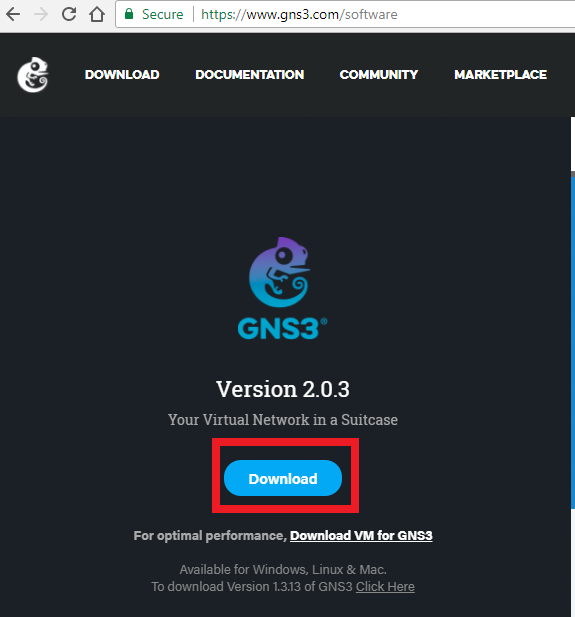 Secure https://www.gns3.com/software
DOWNLOAD DOCUMENTATION COMMUNITY MARKETPLACE
GNS3®
Version 2.0.3
Your Virtual Network in a Suitcase
Download
For optimal performance, Download VM for GNS3
Available for Windows, Linux & Mac.
To download Version 1.3.13 of GNS3 Click Here